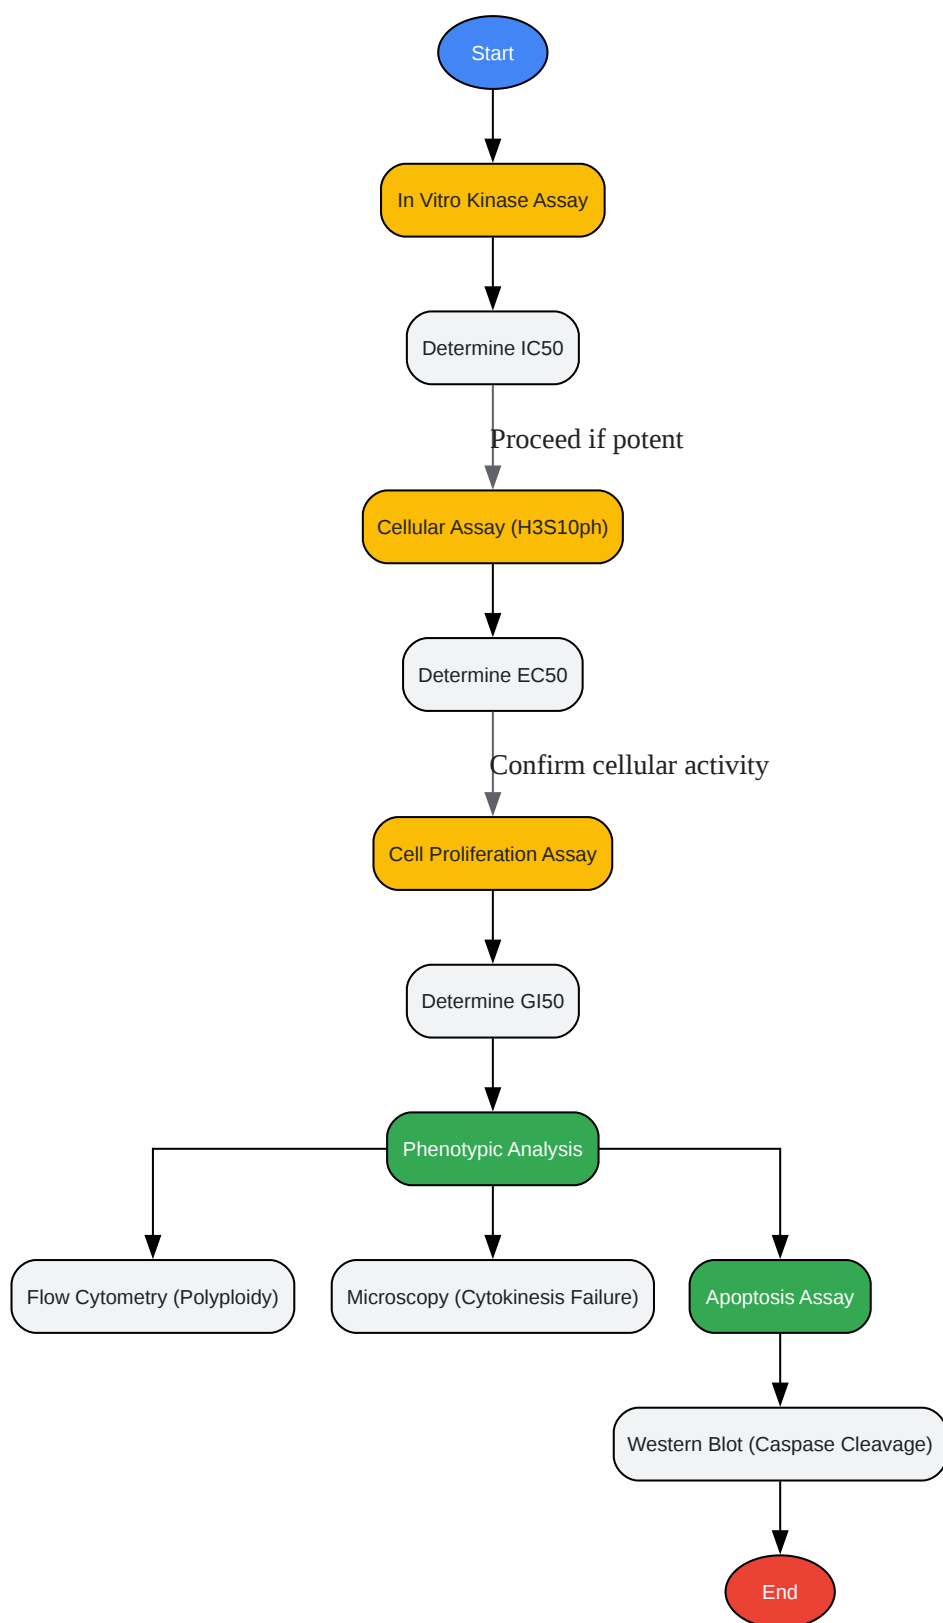 Start
In Vitro Kinase Assay
Determine IC50
Proceed if potent
Cellular Assay (H3S10ph)
Determine EC50
Confirm cellular activity
Cell Proliferation Assay
Determine GI50
Phenotypic Analysis
Flow Cytometry (Polyploidy)
Microscopy (Cytokinesis Failure)
Apoptosis Assay
Western Blot (Caspase Cleavage)
End